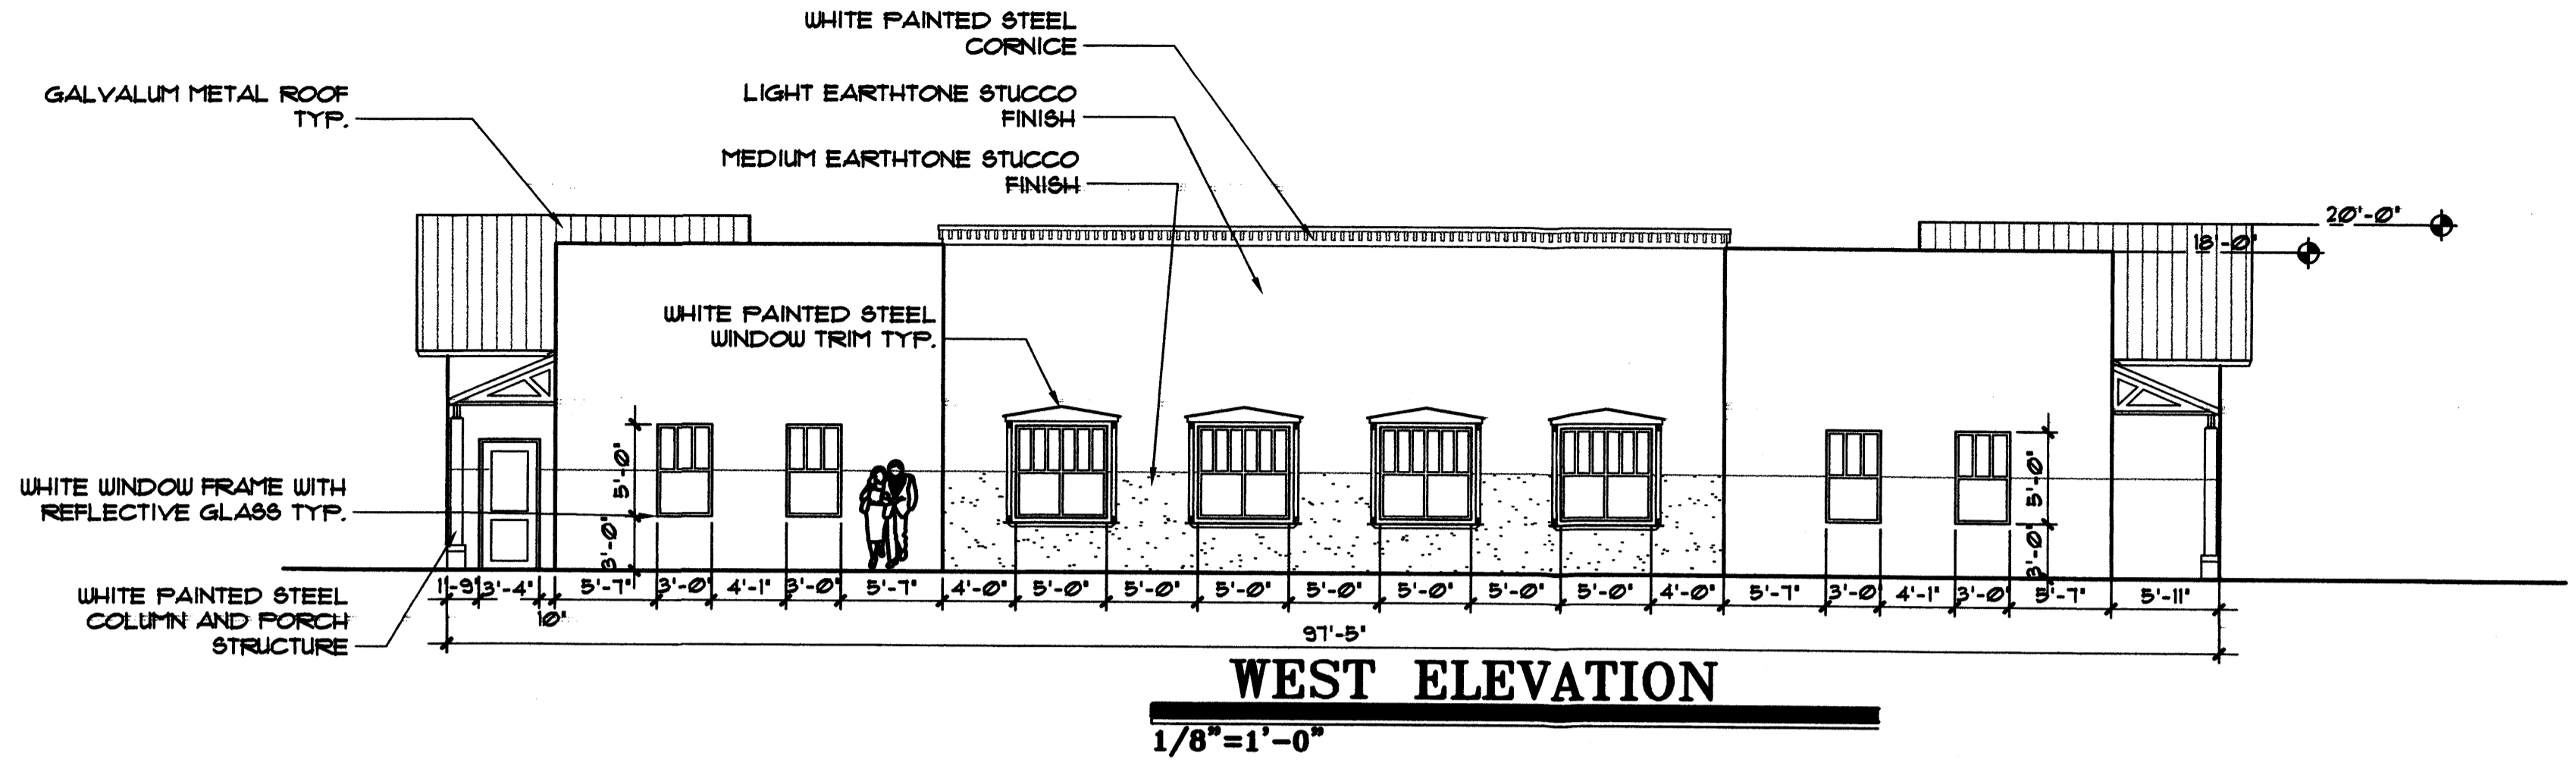 WHITE PAINTED STEEL
CORNICE
GALVALUM METAL ROOF
TYP.
LIGHT EARTHTONE STUCCO
FINISH
MEDIUM EARTHTONE STUCCO
FINISH
20'-0"
18'-0"
WHITE PAINTED STEEL
WINDOW TRIM TYP.
WHITE WINDOW FRAME WITH
REFLECTIVE GLASS TYP.
5'-0"
3'-0"
5'-0"
3'-0"
WHITE PAINTED STEEL
COLUMN AND PORCH
STRUCTURE
1'-9" 3'-4" 10" 5'-7" 3'-0" 4'-1" 3'-0" 5'-7" 4'-0" 5'-0" 5'-0" 5'-0" 5'-0" 5'-0" 5'-0" 5'-0" 4'-0" 5'-7" 3'-0" 4'-1" 3'-0" 5'-7" 5'-11"
97'-5"
WEST ELEVATION
1/8"=1'-0"